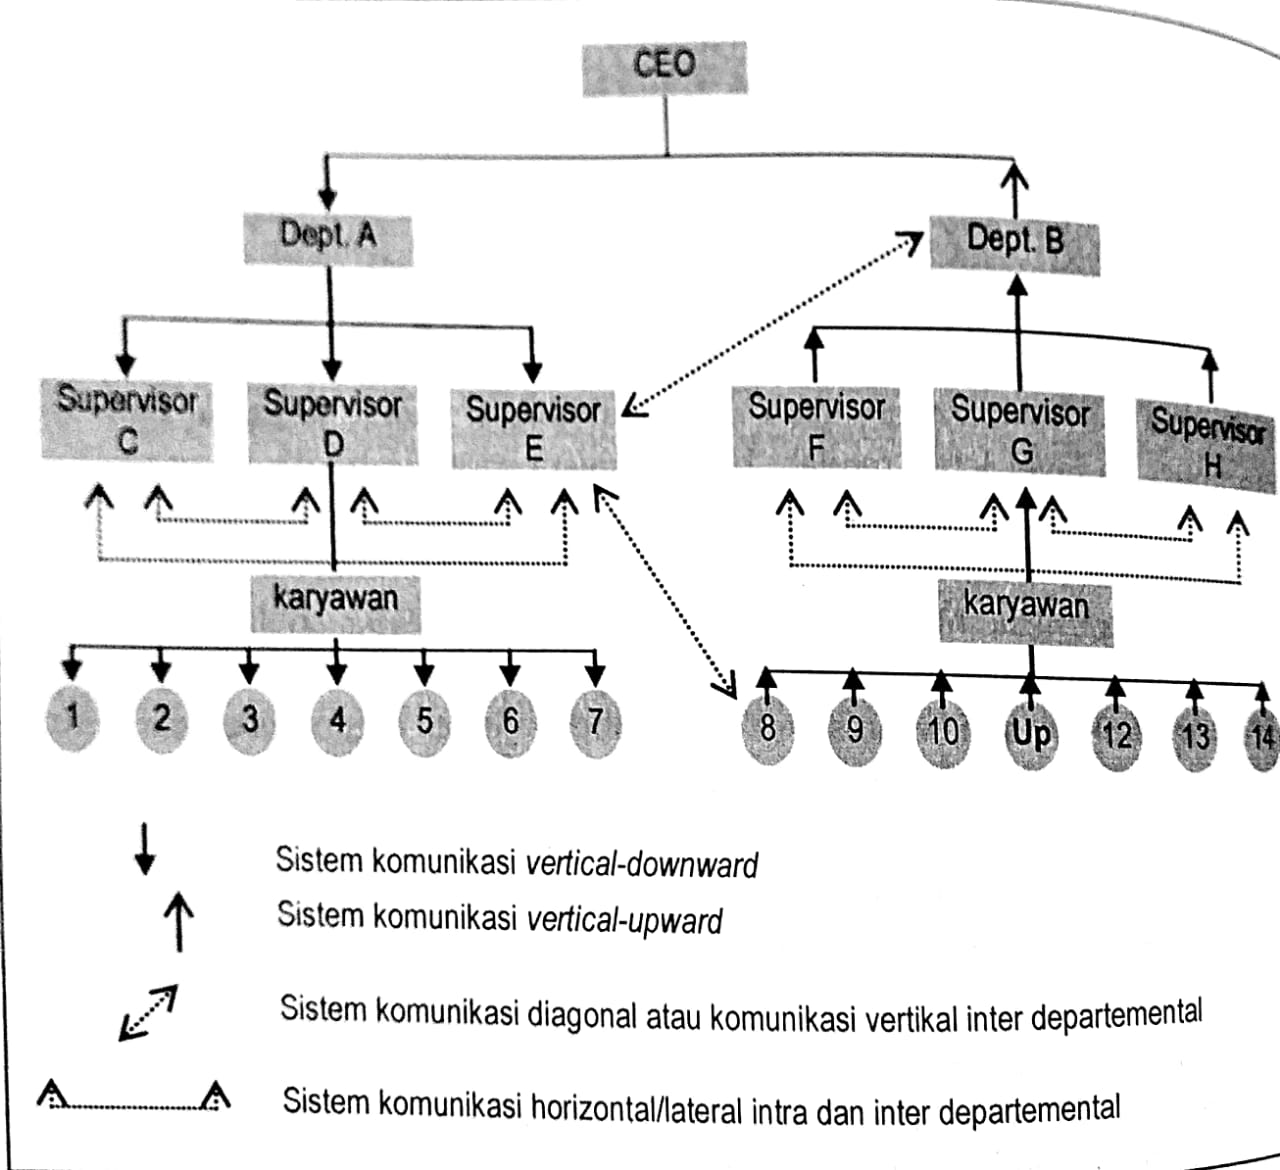 CEO
Dept. A
Dept. B
Supervisor
C
Supervisor
D
Supervisor
E
Supervisor
F
Supervisor
G
Supervisor
H
karyawan
karyawan
1 2 3 4 5 6 7
8 9 10 Up 12 13 14
Sistem komunikasi vertical-downward
Sistem komunikasi vertical-upward
Sistem komunikasi diagonal atau komunikasi vertikal inter departemental
Sistem komunikasi horizontal/lateral intra dan inter departemental